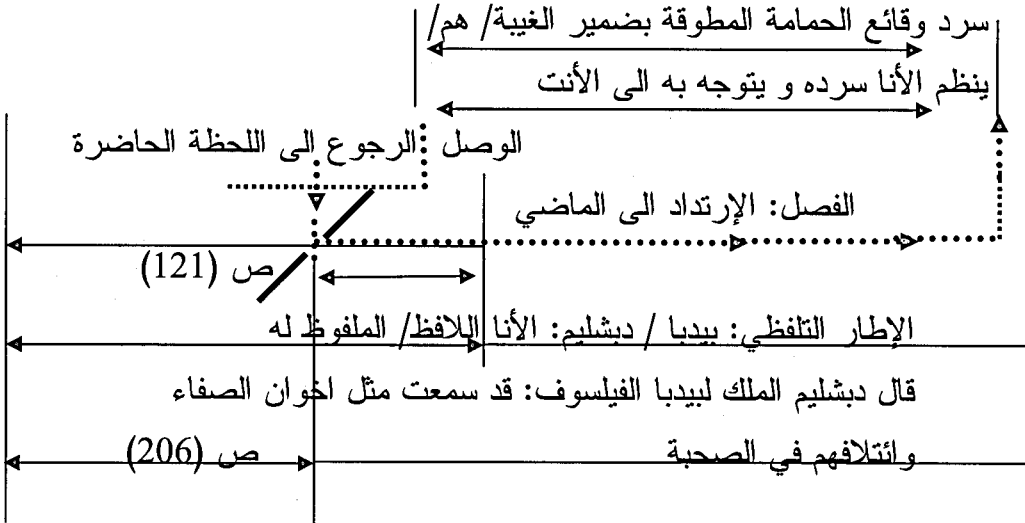 سرد وقائع الحمامة المطوقة بضمير الغيبة/ هم/
ينظم الأنا سرده و يتوجه به الى الأنت
الوصل الرجوع الى اللحظة الحاضرة
الفصل: الإرتداد الى الماضي
ص (121)
الإطار التلفظي: بيدبا / دبشليم: الأنا اللافظ/ الملفوظ له
قال دبشليم الملك لبيدبا الفيلسوف: قد سمعت مثل اخوان الصفاء
وائتلافهم في الصحبة
ص (206)